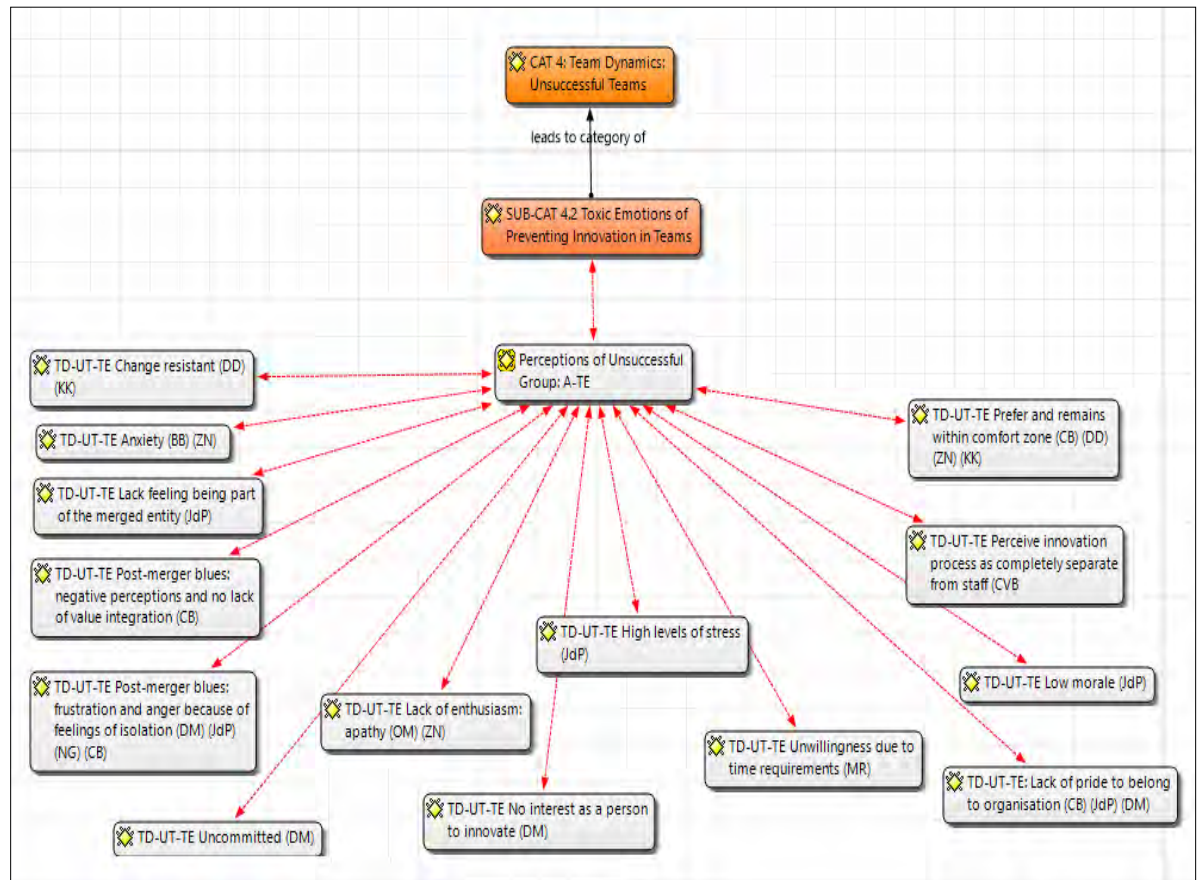 CAT 4: Team Dynamics:
Unsuccessful Teams
leads to category of
SUB-CAT 4.2 Toxic Emotions of
Preventing Innovation in Teams
Perceptions of Unsuccessful
Group: A-TE
TD-UT-TE Change resistant (DD)
(KK)
TD-UT-TE Anxiety (BB) (ZN)
TD-UT-TE Lack feeling being part
of the merged entity (JdP)
TD-UT-TE Post-merger blues:
negative perceptions and no lack
of value integration (CB)
TD-UT-TE Post-merger blues:
frustration and anger because of
feelings of isolation (DM) (JdP)
(NG) (CB)
TD-UT-TE Uncommitted (DM)
TD-UT-TE Lack of enthusiasm:
apathy (OM) (ZN)
TD-UT-TE No interest as a person
to innovate (DM)
TD-UT-TE High levels of stress
(JdP)
TD-UT-TE Unwillingness due to
time requirements (MR)
TD-UT-TE: Lack of pride to belong
to organisation (CB) (JdP) (DM)
TD-UT-TE Low morale (JdP)
TD-UT-TE Perceive innovation
process as completely separate
from staff (CVB
TD-UT-TE Prefer and remains
within comfort zone (CB) (DD)
(ZN) (KK)